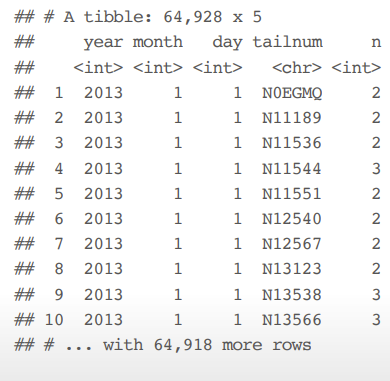 ## # A tibble: 64,928 x 5
## year month day tailnum n
## <int> <int> <int> <chr> <int>
## 1 2013 1 1 N0EGMQ 2
## 2 2013 1 1 N11189 2
## 3 2013 1 1 N11536 2
## 4 2013 1 1 N11544 3
## 5 2013 1 1 N11551 2
## 6 2013 1 1 N12540 2
## 7 2013 1 1 N12567 2
## 8 2013 1 1 N13123 2
## 9 2013 1 1 N13538 3
## 10 2013 1 1 N13566 3
## # ... with 64,918 more rows